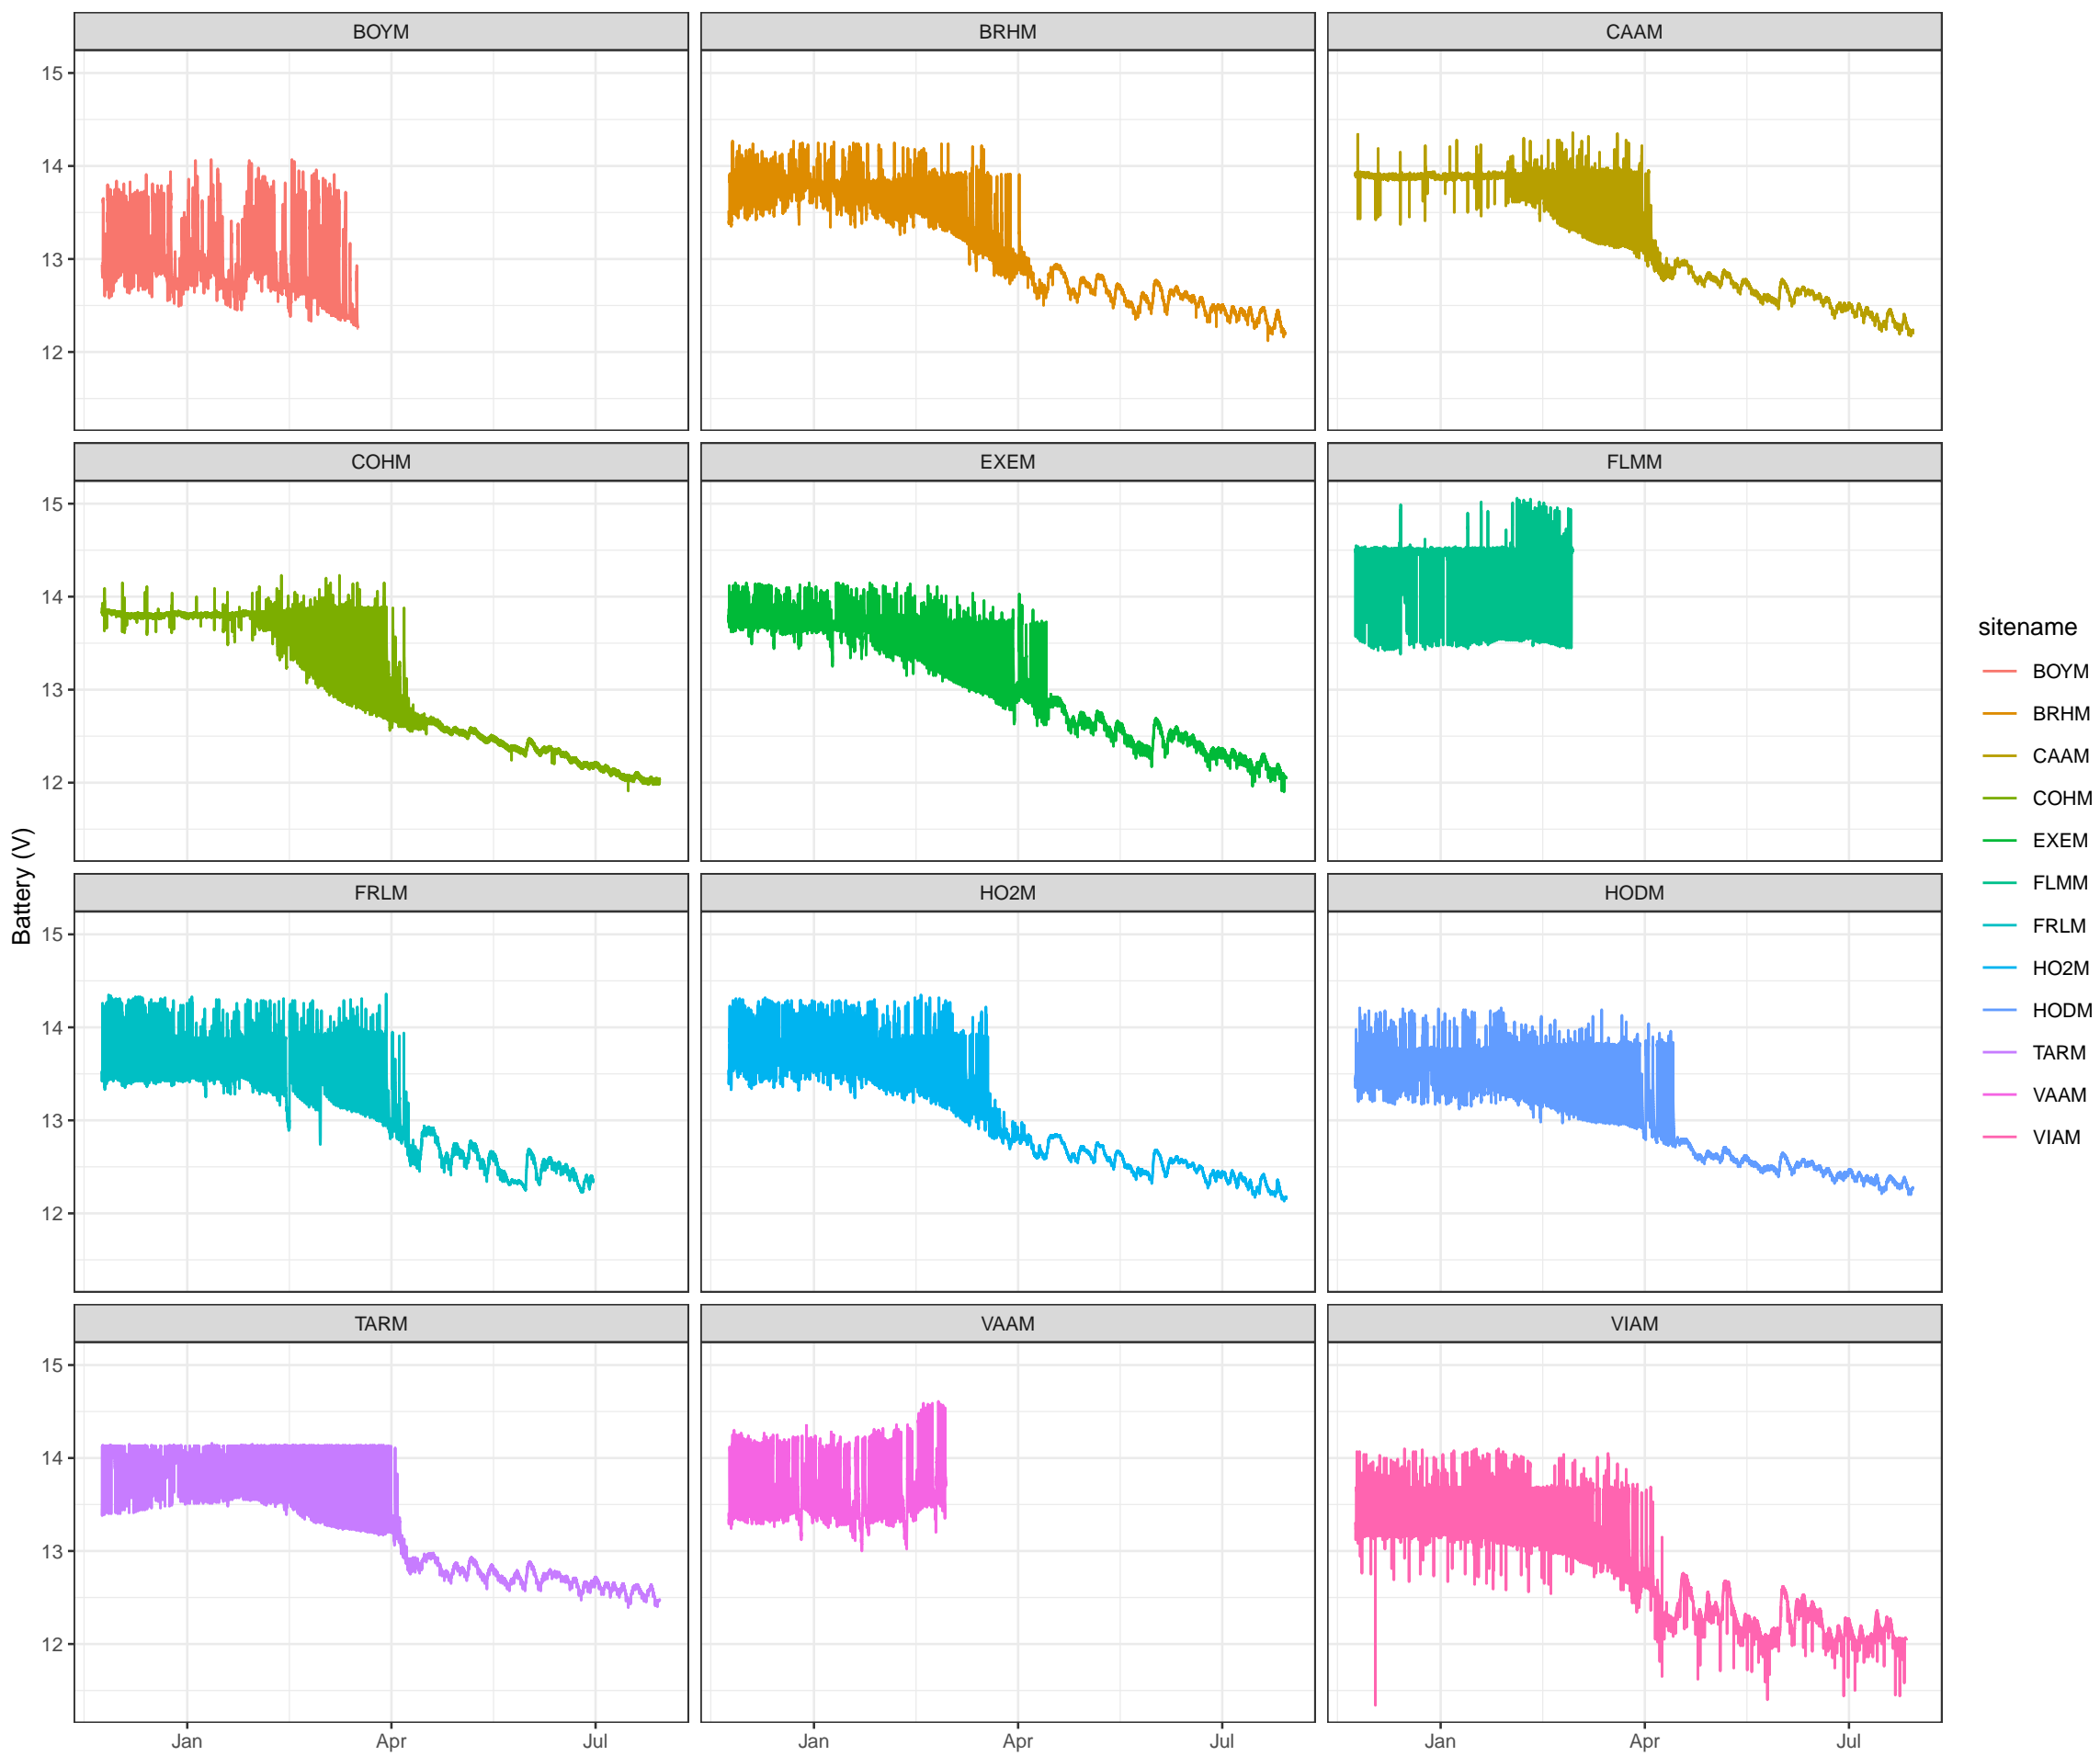 BOYM
BRHM
CAAM
15
14
13
12
COHM
EXEM
FLMM
15
14
13
12
Battery (V)
FRLM
HO2M
HODM
15
14
13
12
TARM
VAAM
VIAM
15
14
13
12
Jan
Apr
Jul
Jan
Apr
Jul
Jan
Apr
Jul
sitename
BOYM
BRHM
CAAM
COHM
EXEM
FLMM
FRLM
HO2M
HODM
TARM
VAAM
VIAM